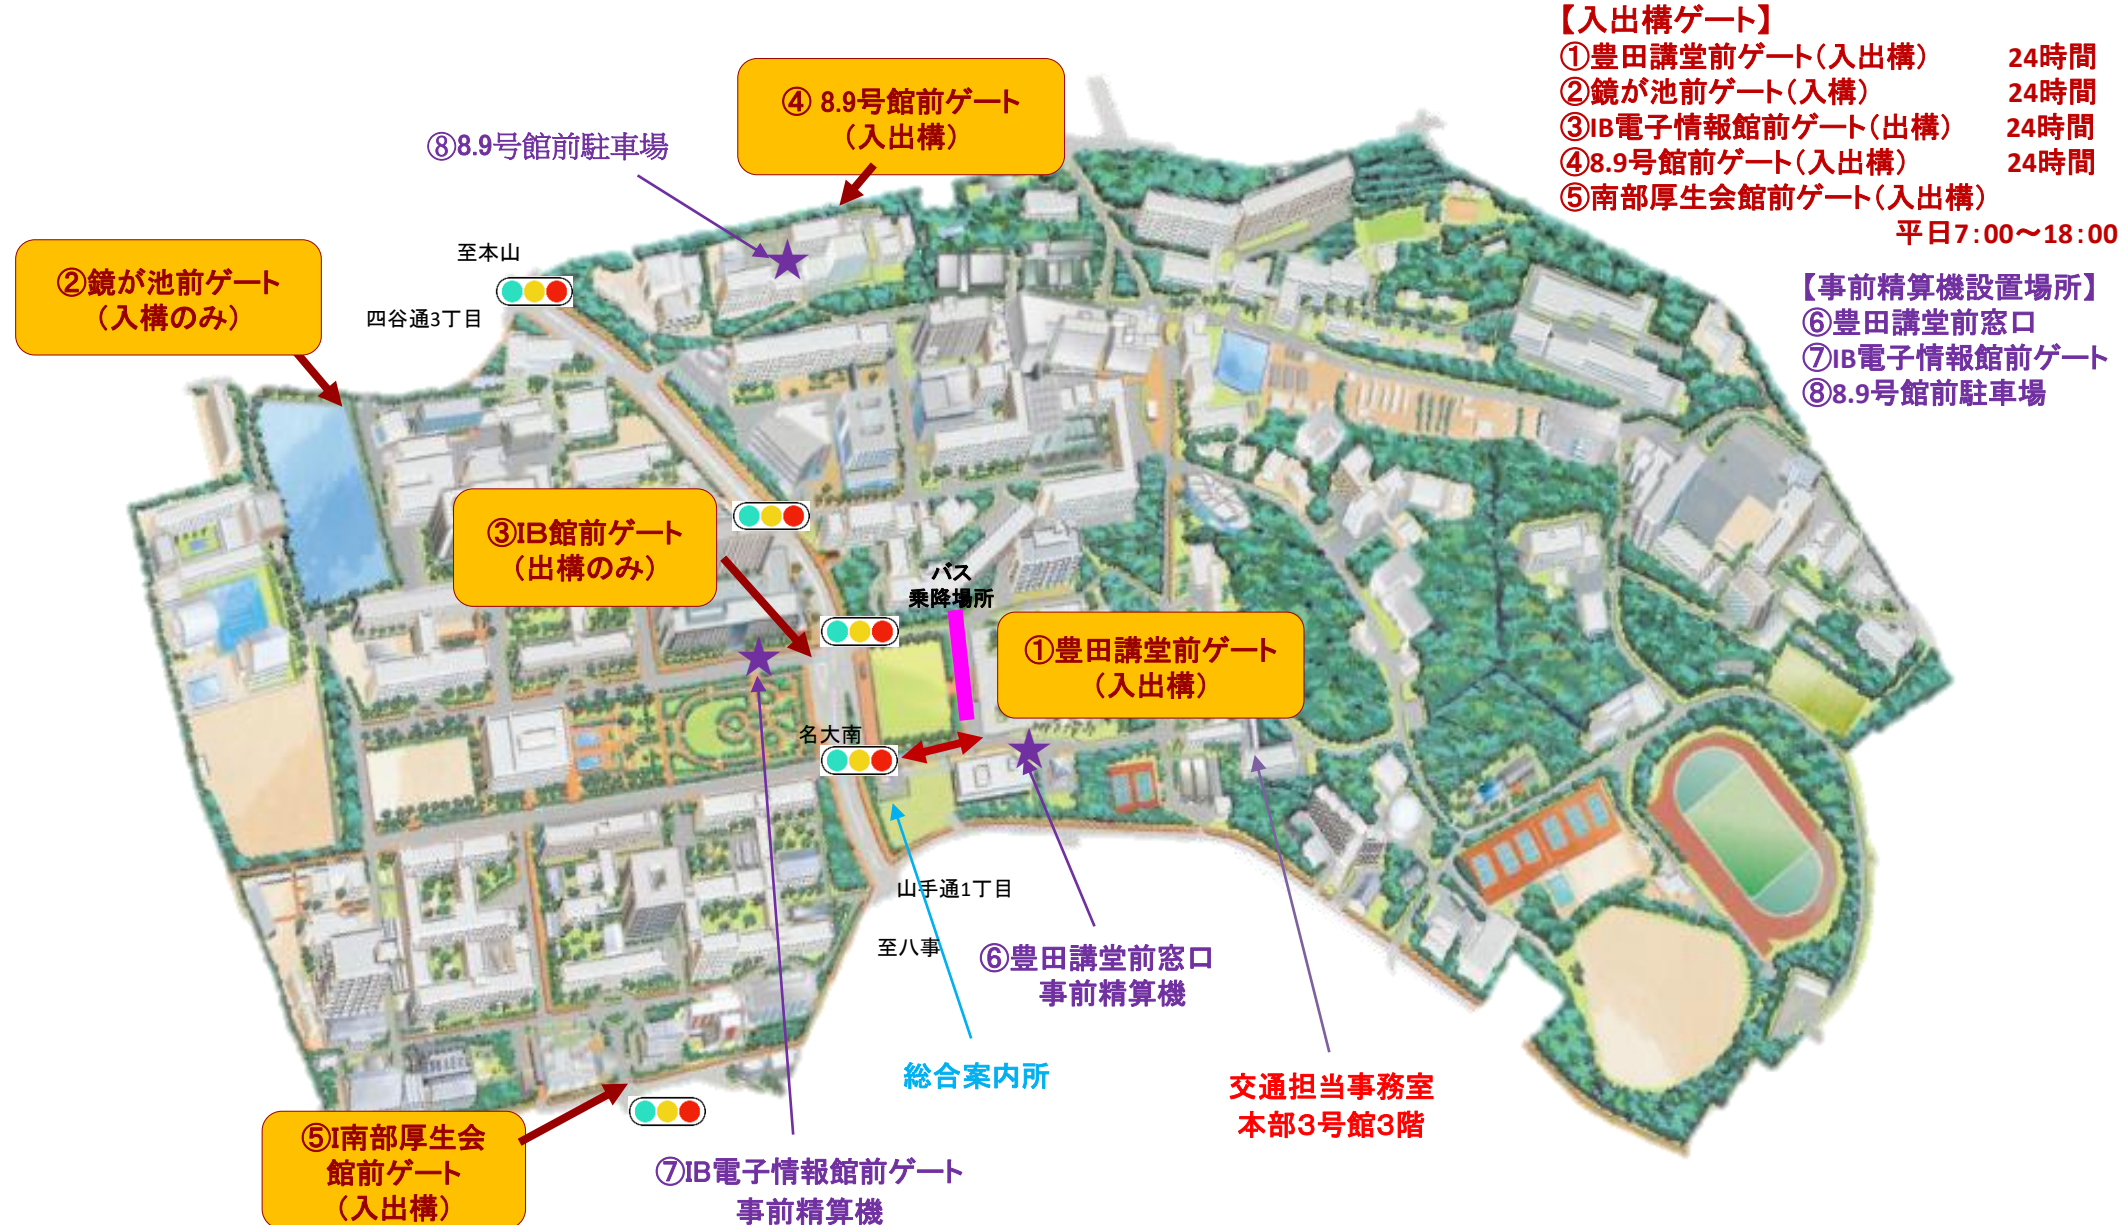 【入出構ゲート】
①豊田講堂前ゲート(入出構) 24時間
②鏡が池前ゲート(入構) 24時間
③IB電子情報館前ゲート(出構) 24時間
④8.9号館前ゲート(入出構) 24時間
⑤南部厚生会館前ゲート(入出構)
平日7:00～18:00
【事前精算機設置場所】
⑥豊田講堂前窓口
⑦IB電子情報館前ゲート
⑧8.9号館前駐車場
④ 8.9号館前ゲート
(入出構)
⑧8.9号館前駐車場
至本山
四谷通3丁目
②鏡が池前ゲート
(入構のみ)
③IB館前ゲート
(出構のみ)
バス
乗降場所
①豊田講堂前ゲート
(入出構)
名大南
山手通1丁目
至八事
⑥豊田講堂前窓口
事前精算機
総合案内所
交通担当事務室
本部3号館3階
⑤I南部厚生会
館前ゲート
(入出構)
⑦IB電子情報館前ゲート
事前精算機